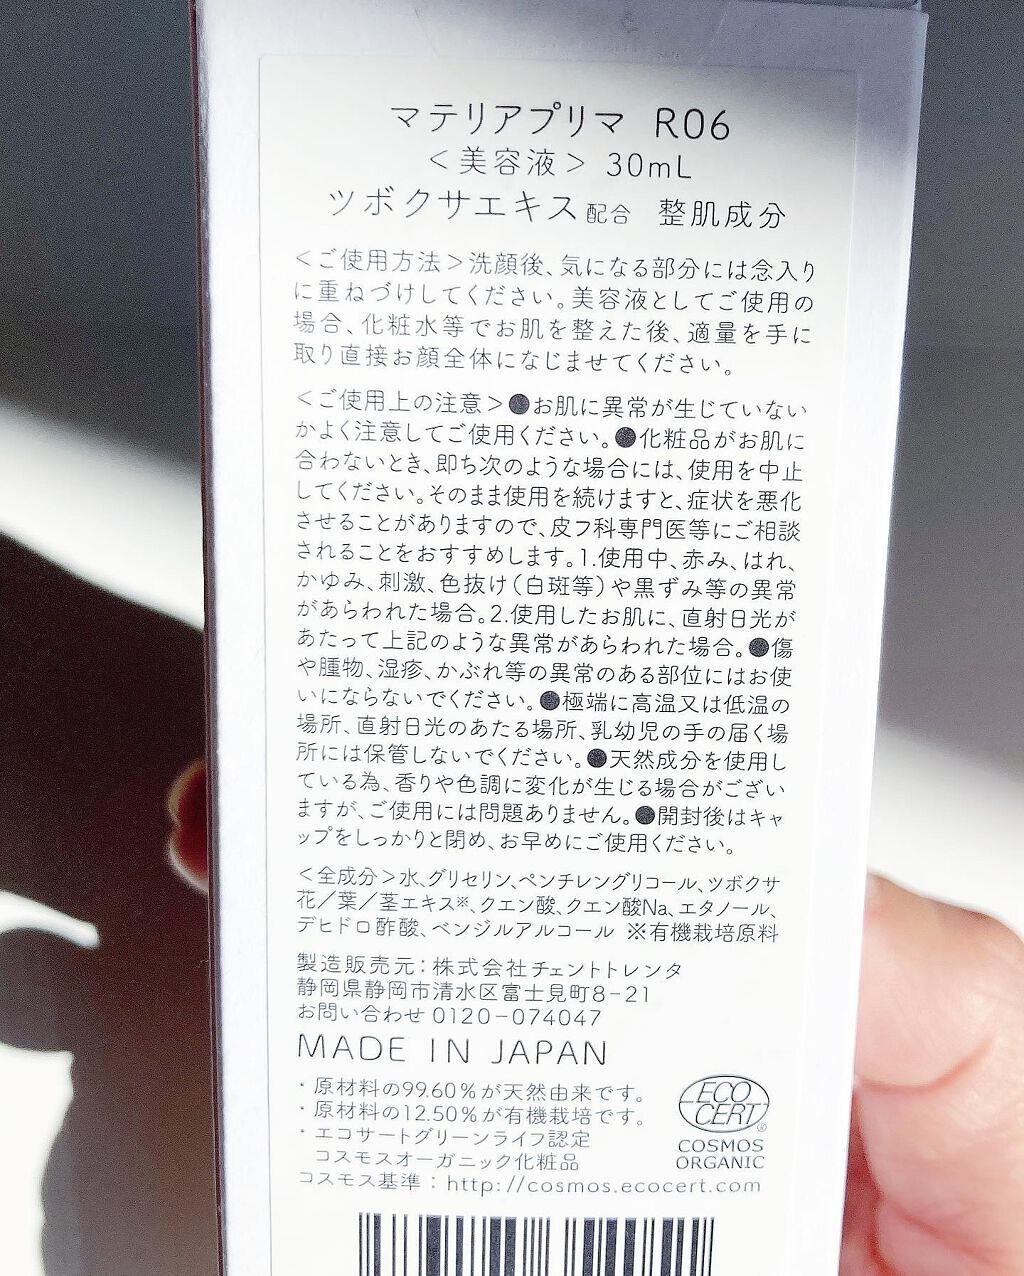 マテリアプリマ R06
＜美容液＞ 30mL
ツボクサエキス配合 整肌成分
＜ご使用方法＞洗顔後、気になる部分には念入り
に重ねづけしてください。美容液としてご使用の
場合、化粧水等でお肌を整えた後、適量を手に
取り直接お顔全体になじませてください。
＜ご使用上の注意＞●お肌に異常が生じていない
かよく注意してご使用ください。●化粧品がお肌に
合わないとき、即ち次のような場合には、使用を中止
してください。そのまま使用を続けますと、症状を悪化
させることがありますので、皮フ科専門医等にご相談
されることをおすすめします。1.使用中、赤み、はれ、
かゆみ、刺激、色抜け（白斑等）や黒ずみ等の異常
があらわれた場合。2.使用したお肌に、直射日光が
あたって上記のような異常があらわれた場合。●傷
や腫物、湿疹、かぶれ等の異常のある部位にはお使
いにならないでください。●極端に高温又は低温の
場所、直射日光のあたる場所、乳幼児の手の届く場
所には保管しないでください。●天然成分を使用し
ている為、香りや色調に変化が生じる場合がござい
ますが、ご使用には問題ありません。●開封後はキャ
ップをしっかりと閉め、お早めにご使用ください。
＜全成分＞水、グリセリン、ペンチレングリコール、ツボクサ
花／葉／茎エキス※、クエン酸、クエン酸Na、エタノール、
デヒドロ酢酸、ベンジルアルコール ※有機栽培原料
製造販売元：株式会社チェントトレンタ
静岡県静岡市清水区富士見町8-21
お問い合わせ 0120-074047
MADE IN JAPAN
・原材料の99.60％が天然由来です。
・原材料の12.50％が有機栽培です。
・エコサートグリーンライフ認定
コスモスオーガニック化粧品
コスモス基準：http://cosmos.ecocert.com
ECO
CERT®
COSMOS
ORGANIC